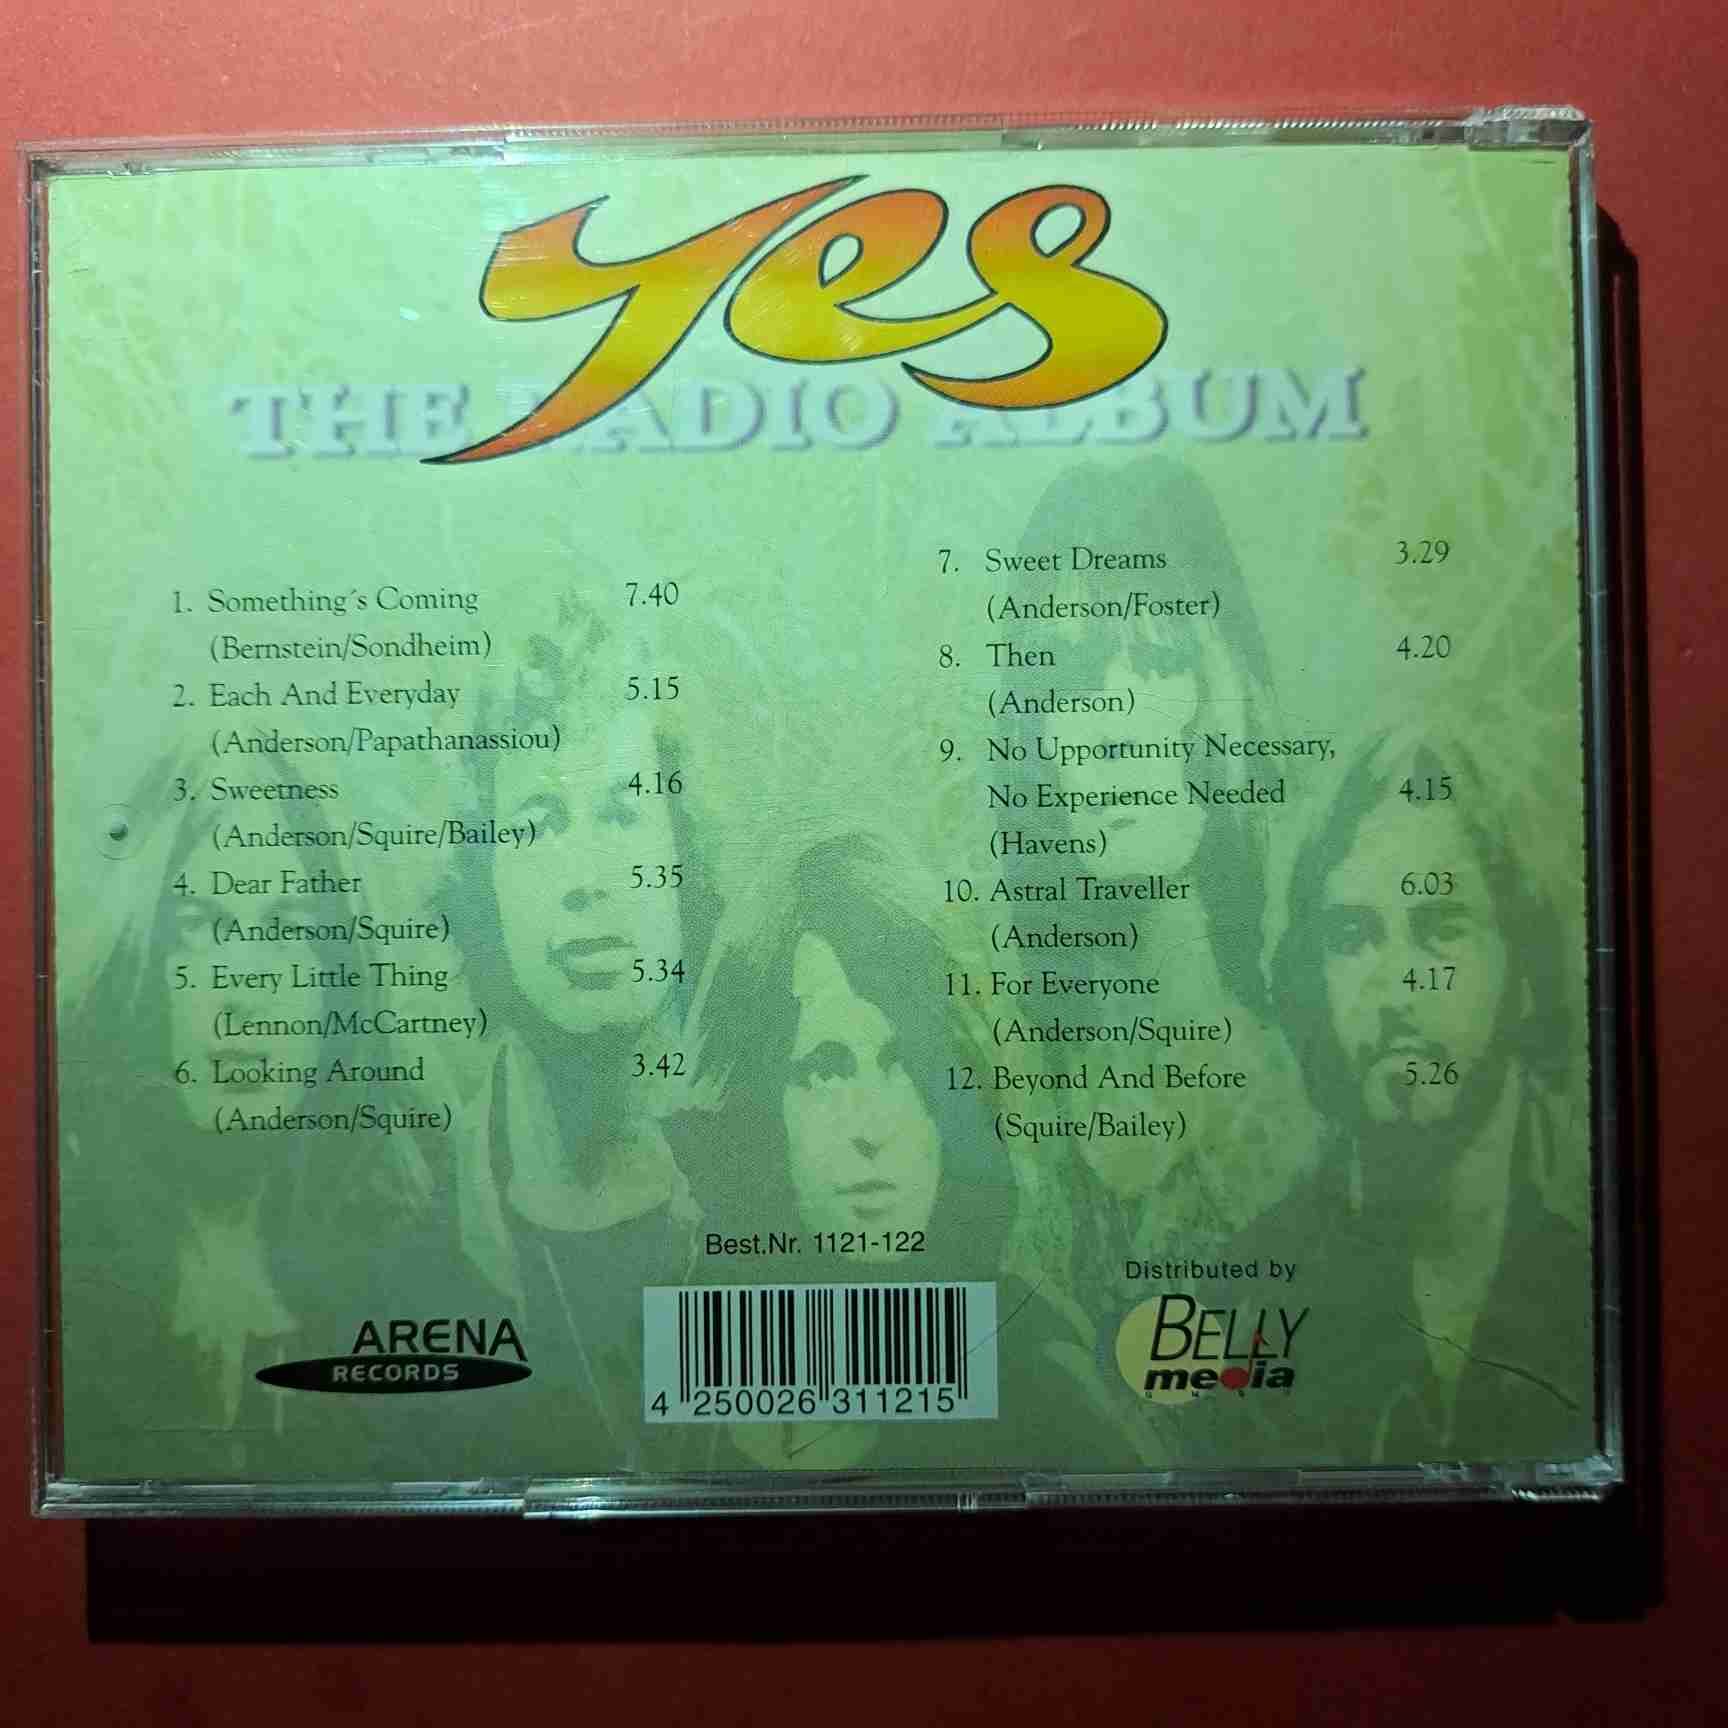 Yes
THE RADIO ALBUM
1. Something´s Coming 7.40
(Bernstein/Sondheim)
2. Each And Everyday 5.15
(Anderson/Papathanassiou)
3. Sweetness 4.16
(Anderson/Squire/Bailey)
4. Dear Father 5.35
(Anderson/Squire)
5. Every Little Thing 5.34
(Lennon/McCartney)
6. Looking Around 3.42
(Anderson/Squire)
7. Sweet Dreams 3.29
(Anderson/Foster)
8. Then 4.20
(Anderson)
9. No Upportunity Necessary,
No Experience Needed 4.15
(Havens)
10. Astral Traveller 6.03
(Anderson)
11. For Everyone 4.17
(Anderson/Squire)
12. Beyond And Before 5.26
(Squire/Bailey)
Best.Nr. 1121-122
ARENA
RECORDS
4 250026 311215
Distributed by
BELLY
media